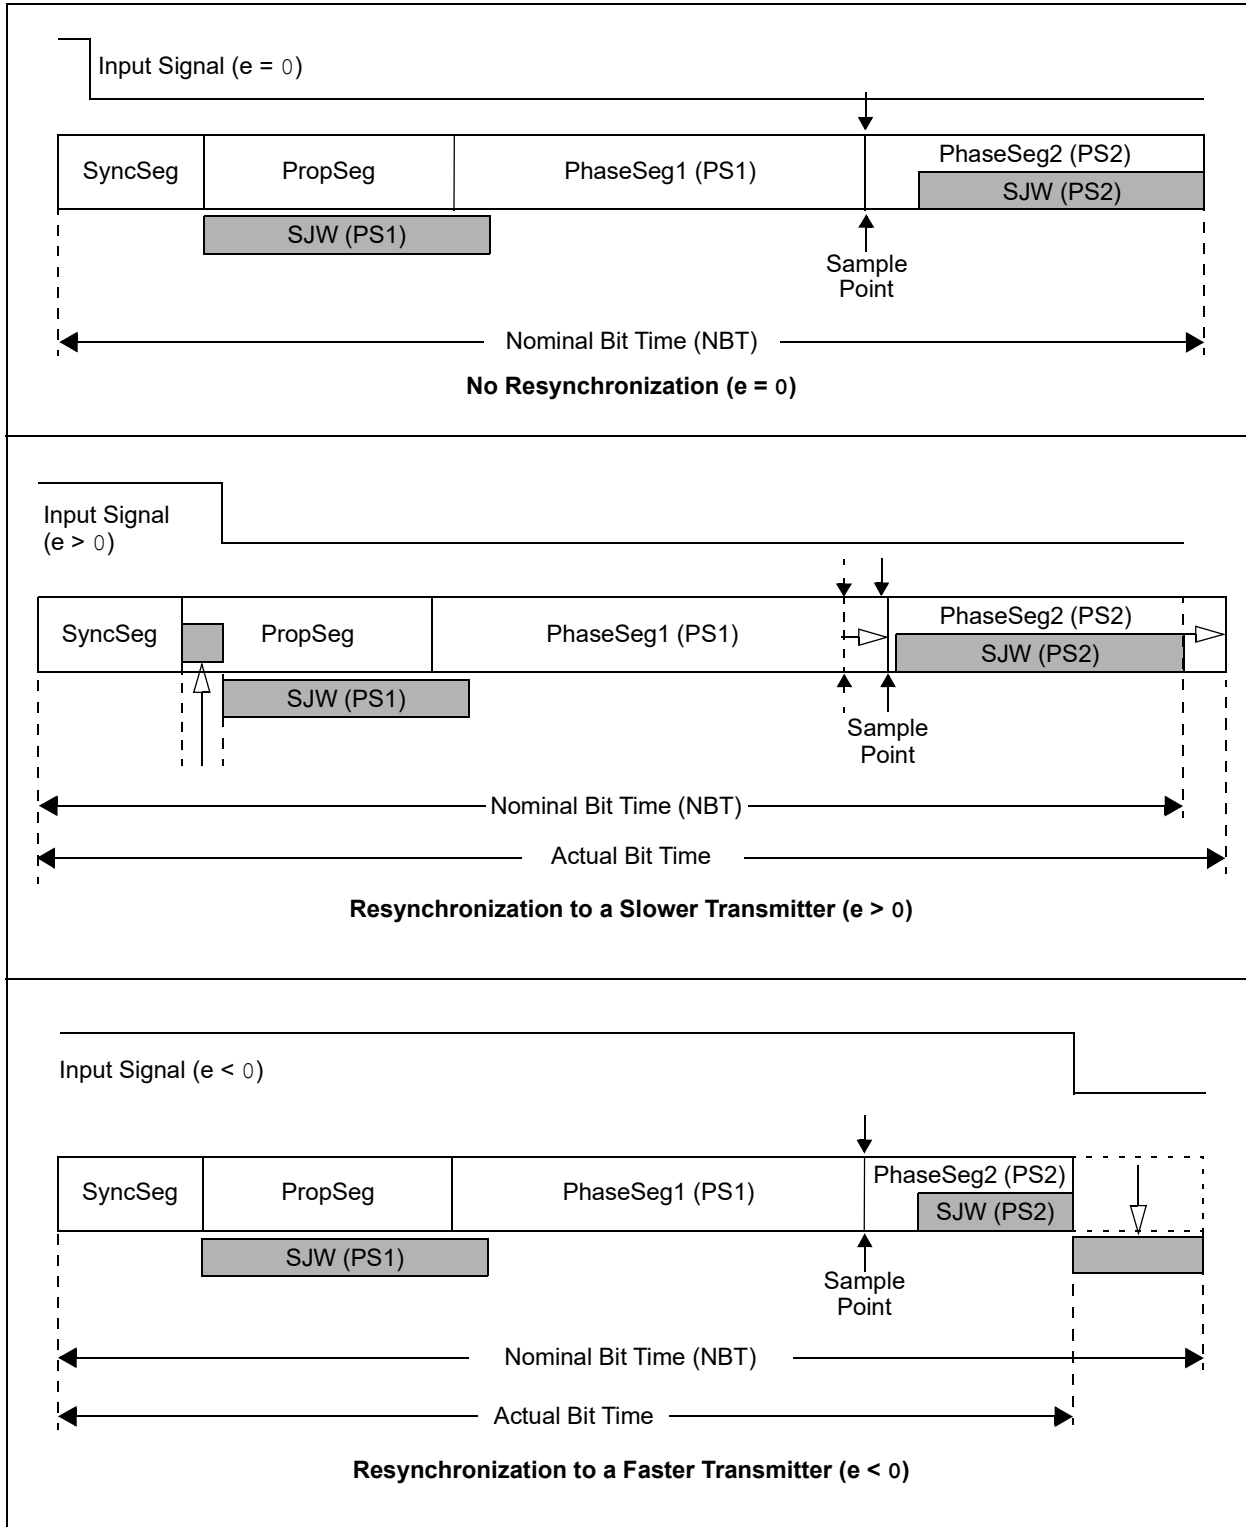 Input Signal (e = 0)
SyncSeg
PropSeg
PhaseSeg1 (PS1)
PhaseSeg2 (PS2)
SJW (PS2)
SJW (PS1)
Sample
Point
Nominal Bit Time (NBT)
No Resynchronization (e = 0)
Input Signal
(e > 0)
SyncSeg
PropSeg
PhaseSeg1 (PS1)
PhaseSeg2 (PS2)
SJW (PS2)
SJW (PS1)
Sample
Point
Nominal Bit Time (NBT)
Actual Bit Time
Resynchronization to a Slower Transmitter (e > 0)
Input Signal (e < 0)
SyncSeg
PropSeg
PhaseSeg1 (PS1)
PhaseSeg2 (PS2)
SJW (PS2)
SJW (PS1)
Sample
Point
Nominal Bit Time (NBT)
Actual Bit Time
Resynchronization to a Faster Transmitter (e < 0)